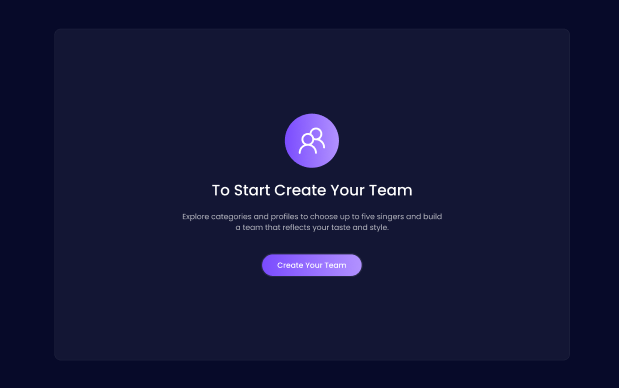 To Start Create Your Team
Explore categories and profiles to choose up to five singers and build
a team that reflects your taste and style.
Create Your Team